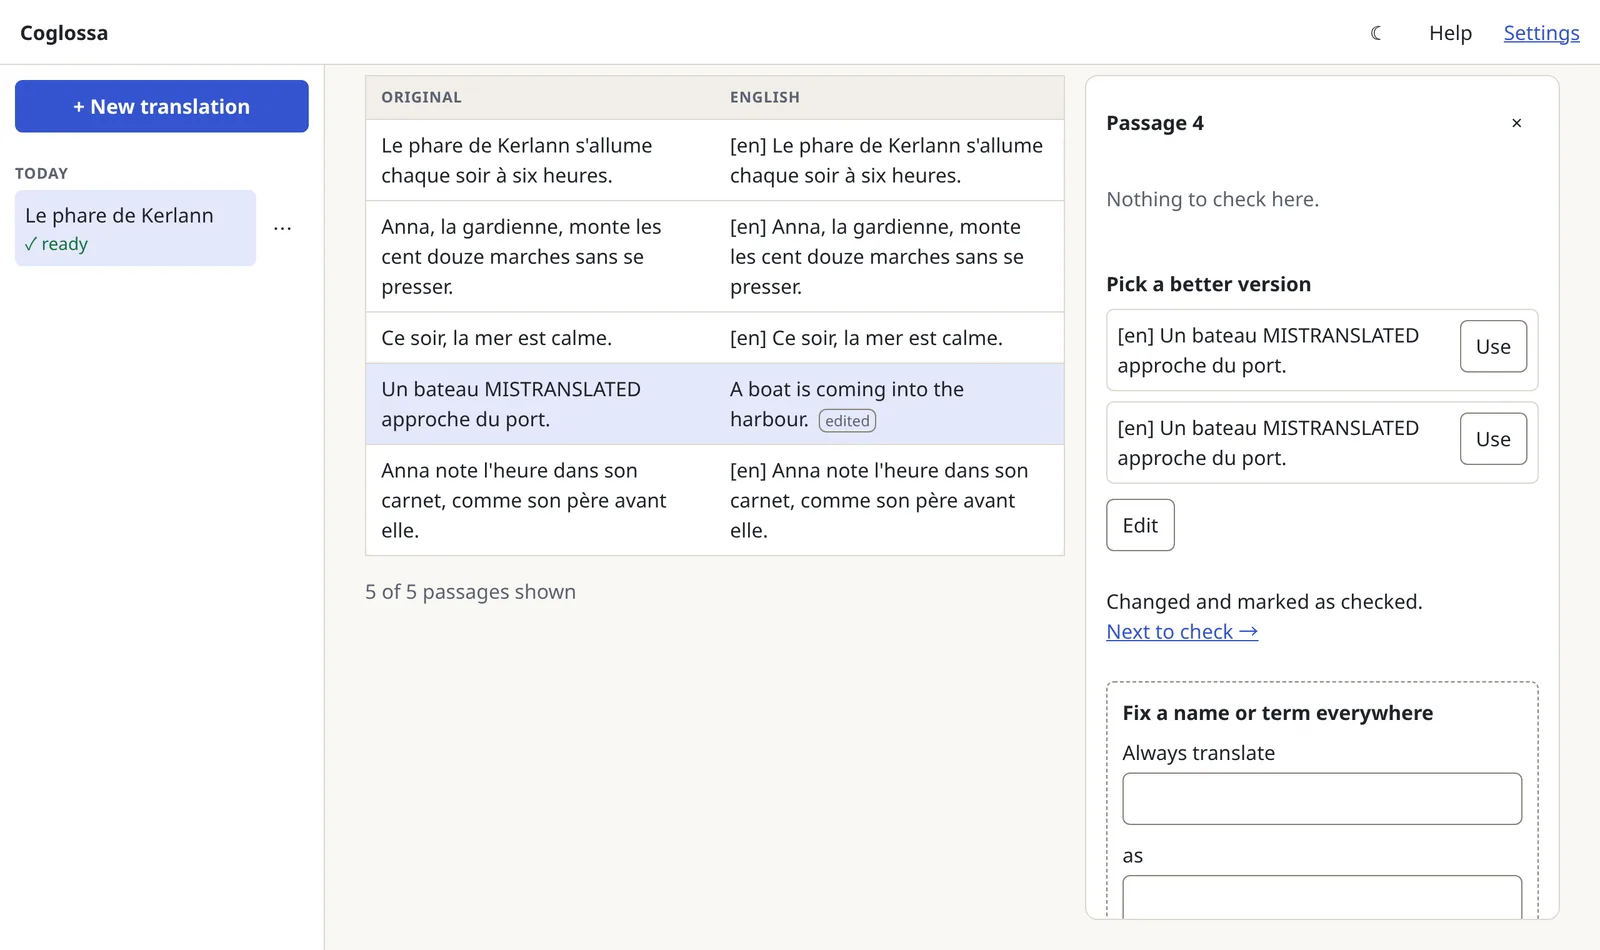 Coglossa
☾ Help Settings
+ New translation
TODAY
Le phare de Kerlann
✓ ready
...
ORIGINAL ENGLISH
Le phare de Kerlann s'allume
chaque soir à six heures.
[en] Le phare de Kerlann s'allume
chaque soir à six heures.
Anna, la gardienne, monte les
cent douze marches sans se
presser.
[en] Anna, la gardienne, monte
les cent douze marches sans se
presser.
Ce soir, la mer est calme.
[en] Ce soir, la mer est calme.
Un bateau MISTRANSLATED
approche du port.
A boat is coming into the
harbour. edited
Anna note l'heure dans son
carnet, comme son père avant
elle.
[en] Anna note l'heure dans son
carnet, comme son père avant
elle.
5 of 5 passages shown
Passage 4 ×
Nothing to check here.
Pick a better version
[en] Un bateau MISTRANSLATED
approche du port.
Use
[en] Un bateau MISTRANSLATED
approche du port.
Use
Edit
Changed and marked as checked.
Next to check →
Fix a name or term everywhere
Always translate
as